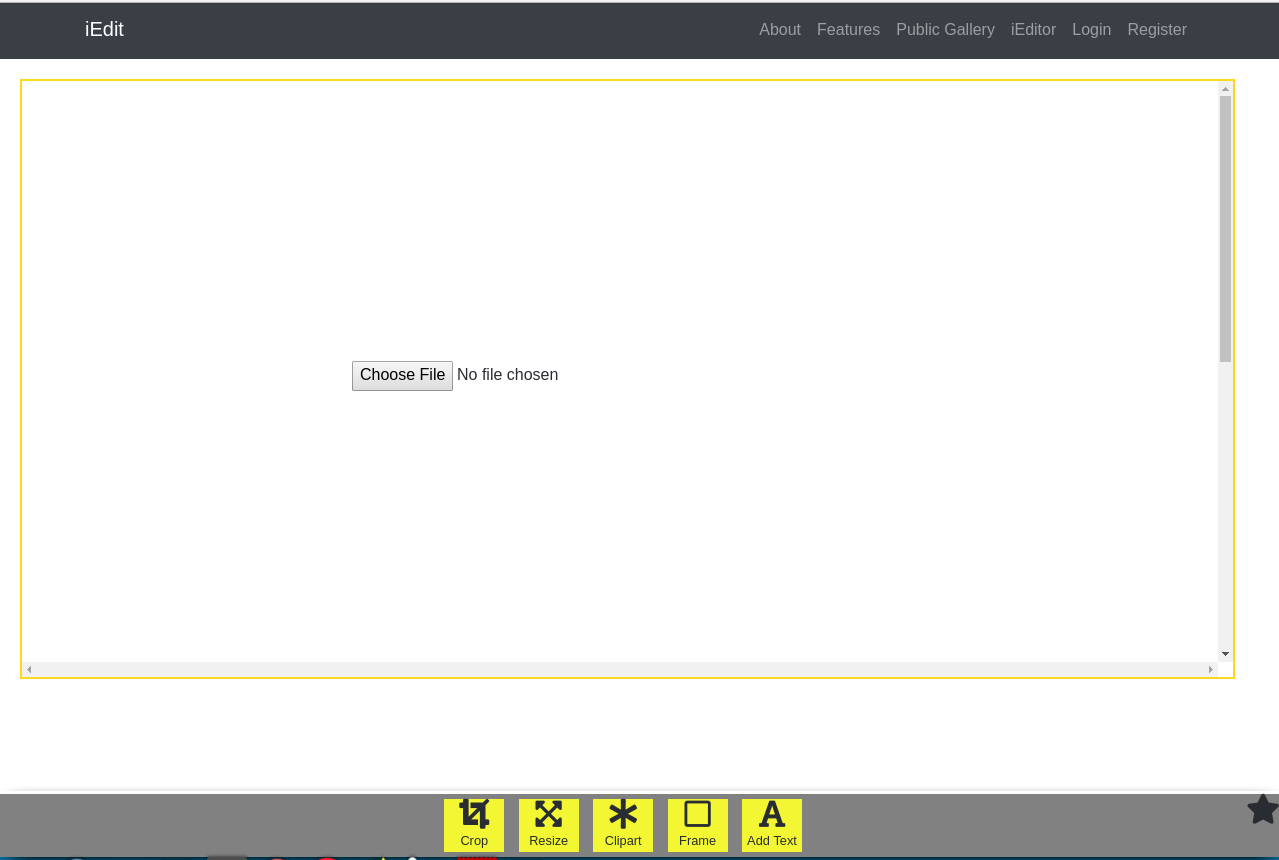 iEdit About Features Public Gallery iEditor Login Register
Choose File No file chosen
Crop Resize Clipart Frame Add Text